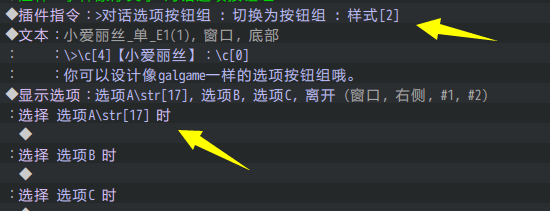 ◆插件指令：>对话选项按钮组 : 切换为按钮组 : 样式[2]
◆文本：小爱丽丝_单_E1(1), 窗口, 底部
：　　：\>\c[4]【小爱丽丝】：\c[0]
：　　：你可以设计像galgame一样的选项按钮组哦。
◆显示选项：选项A\str[17], 选项B, 选项C, 离开 (窗口, 右侧, #1, #2)
：选择 选项A\str[17] 时
◆
：选择 选项B 时
◆
：选择 选项C 时